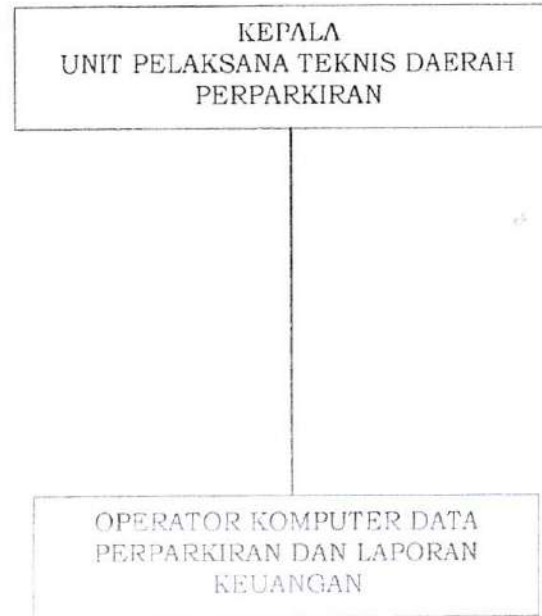 KEPALA
UNIT PELAKSANA TEKNIS DAERAH
PERPARKIRAN
OPERATOR KOMPUTER DATA
PERPARKIRAN DAN LAPORAN
KEUANGAN